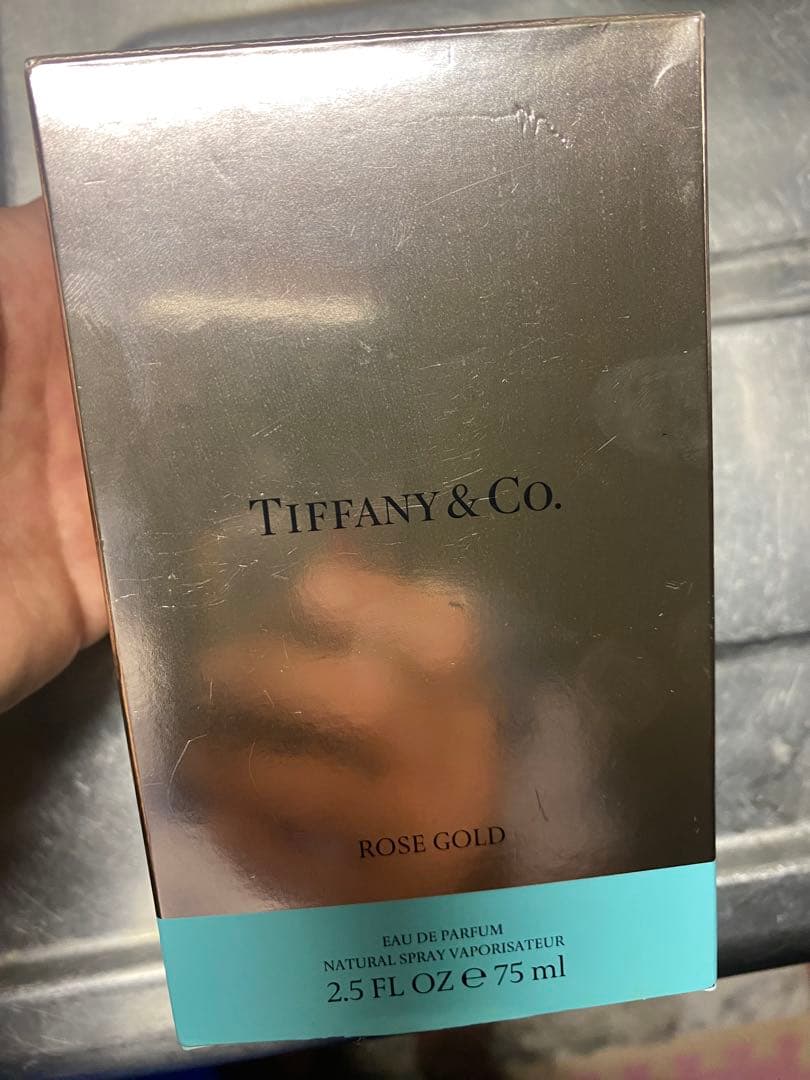 TIFFANY & CO.
ROSE GOLD
EAU DE PARFUM
NATURAL SPRAY VAPORISATEUR
2.5 FL OZ ℮ 75 ml